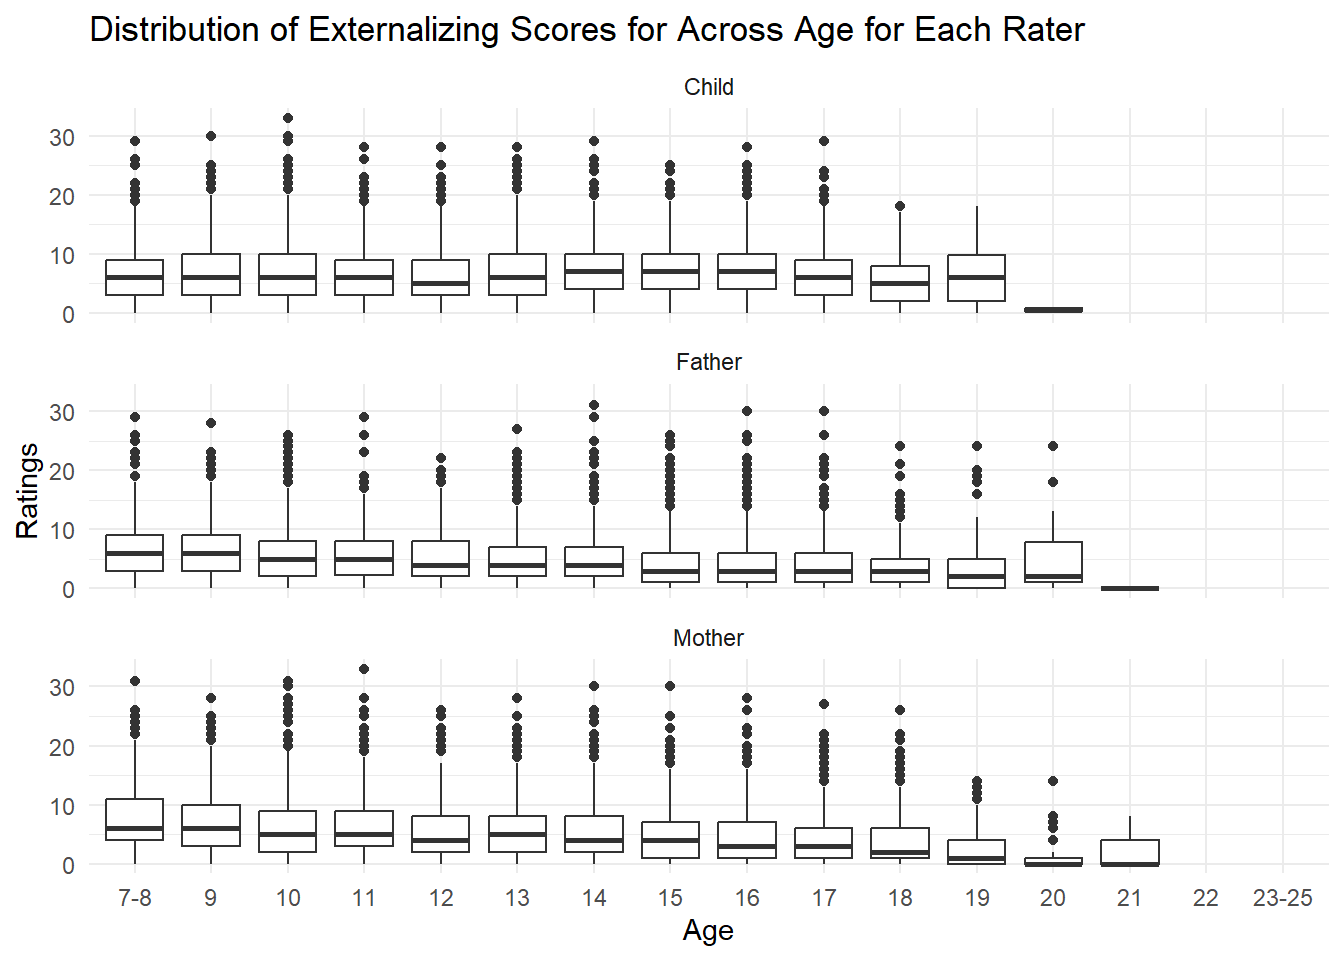 Distribution of Externalizing Scores for Across Age for Each Rater
Child
30
20
10
0
Father
30
20
10
0
Ratings
Mother
30
20
10
0
7-8 9 10 11 12 13 14 15 16 17 18 19 20 21 22 23-25
Age